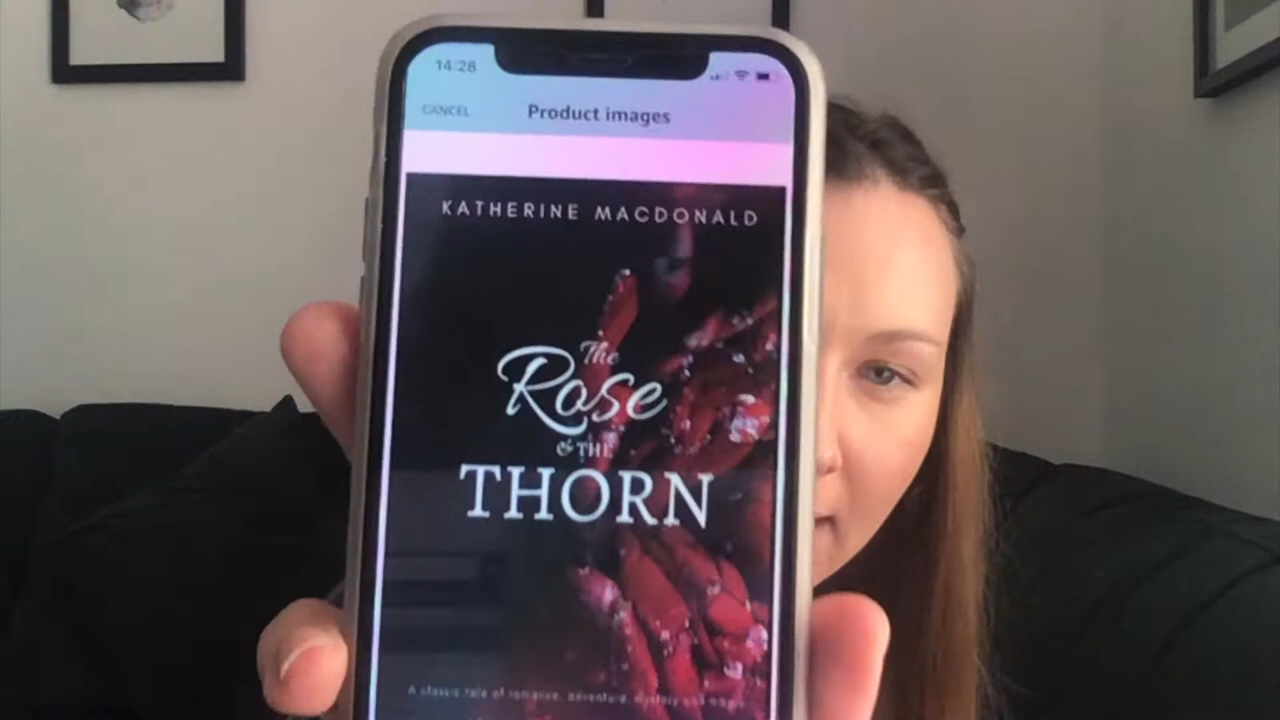 14:28
CANCEL
Product images
KATHERINE MACDONALD
The
Rose
& THE
THORN
A classic tale of romance, adventure, mystery and magic